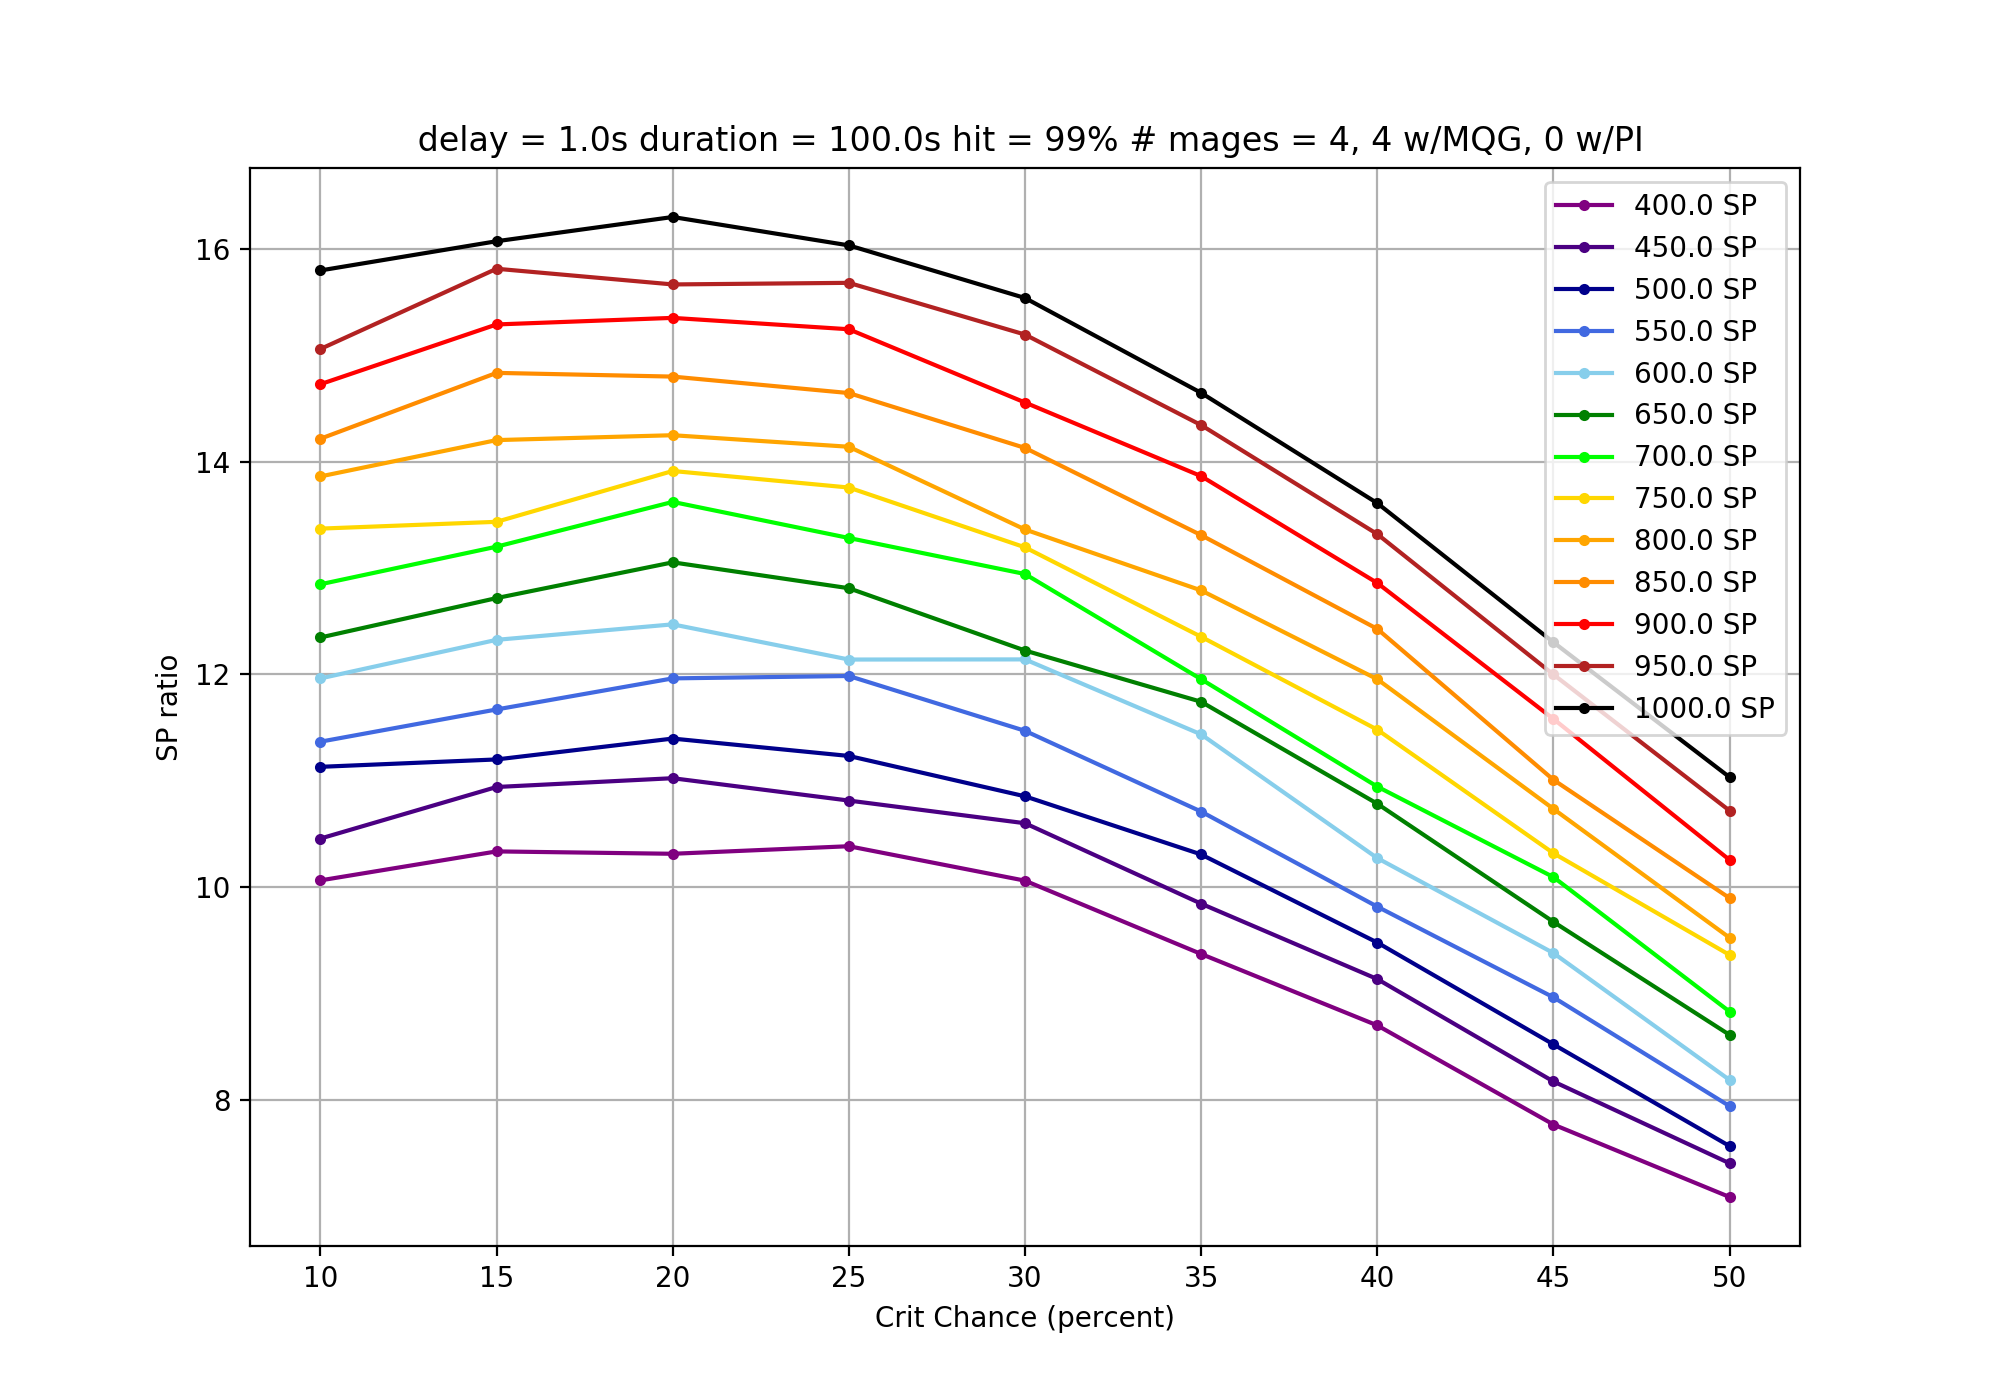 delay = 1.0s duration = 100.0s hit = 99% # mages = 4, 4 w/MQG, 0 w/PI
16
14
12
10
8
SP ratio
400.0 SP
450.0 SP
500.0 SP
550.0 SP
600.0 SP
650.0 SP
700.0 SP
750.0 SP
800.0 SP
850.0 SP
900.0 SP
950.0 SP
1000.0 SP
10 15 20 25 30 35 40 45 50
Crit Chance (percent)